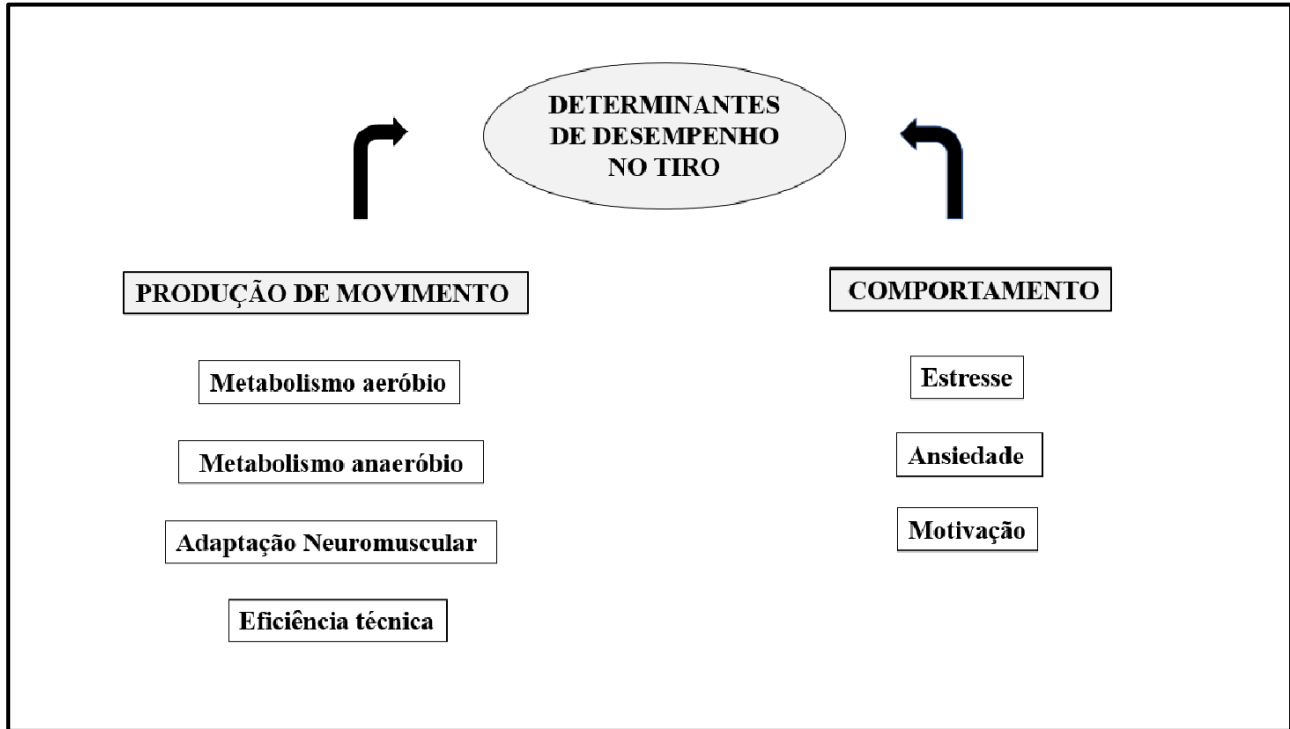 DETERMINANTES
DE DESEMPENHO
NO TIRO
PRODUÇÃO DE MOVIMENTO
Metabolismo aeróbio
Metabolismo anaeróbio
Adaptação Neuromuscular
Eficiência técnica
COMPORTAMENTO
Estresse
Ansiedade
Motivação